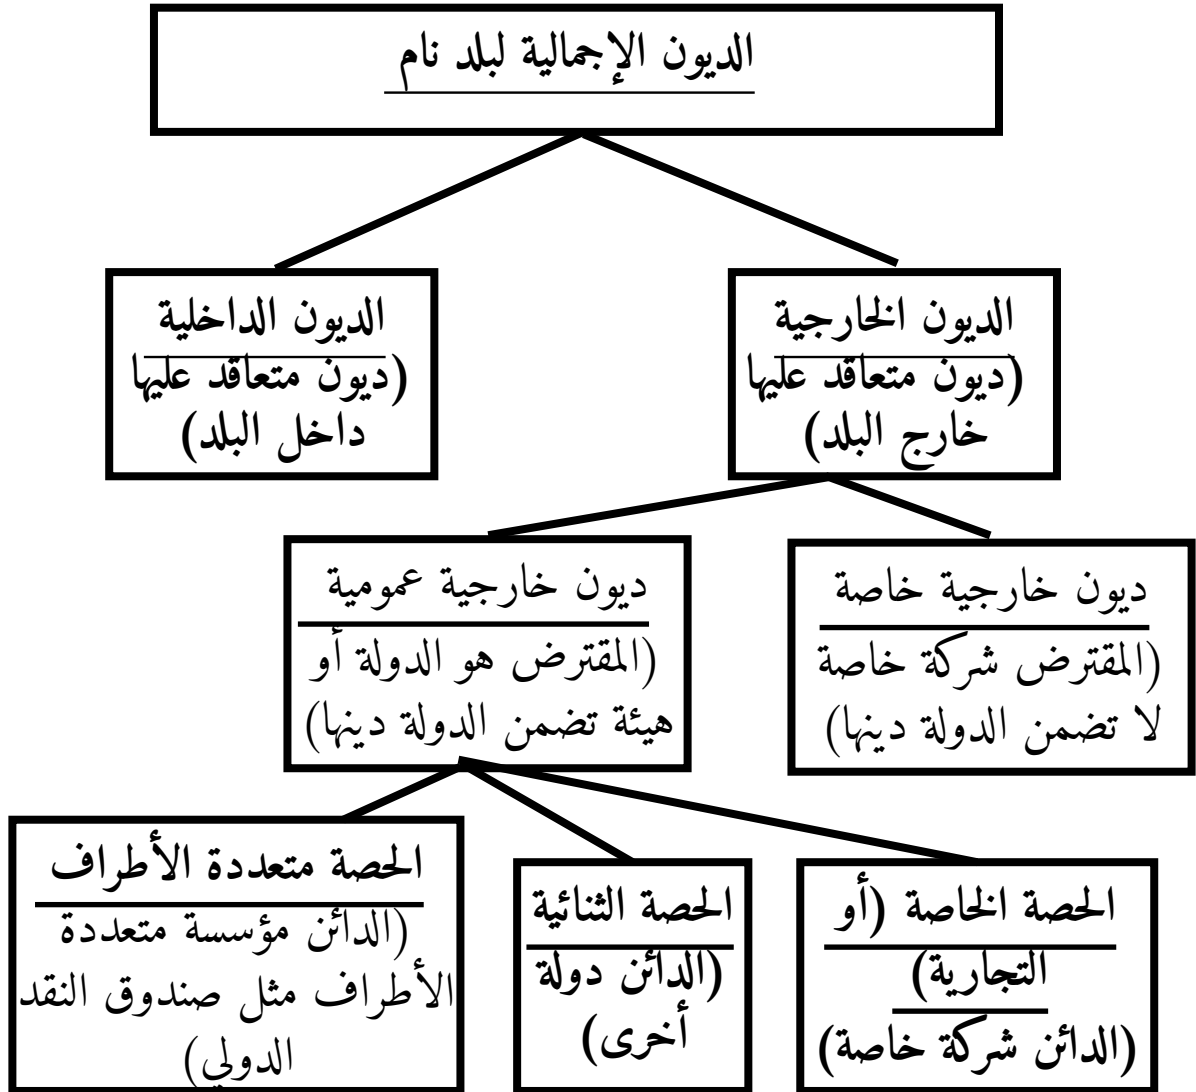 الديون الإجمالية لبلد نام
الديون الخارجية
(ديون متعاقد عليها
خارج البلد)
الديون الداخلية
(ديون متعاقد عليها
داخل البلد)
ديون خارجية خاصة
(المقترض شركة خاصة
لا تضمن الدولة دينها)
ديون خارجية عمومية
(المقترض هو الدولة أو
هيئة تضمن الدولة دينها)
الحصة الخاصة (أو
التجارية)
(الدائن شركة خاصة)
الحصة الثنائية
(الدائن دولة
أخرى)
الحصة متعددة الأطراف
(الدائن مؤسسة متعددة
الأطراف مثل صندوق النقد
الدولي)